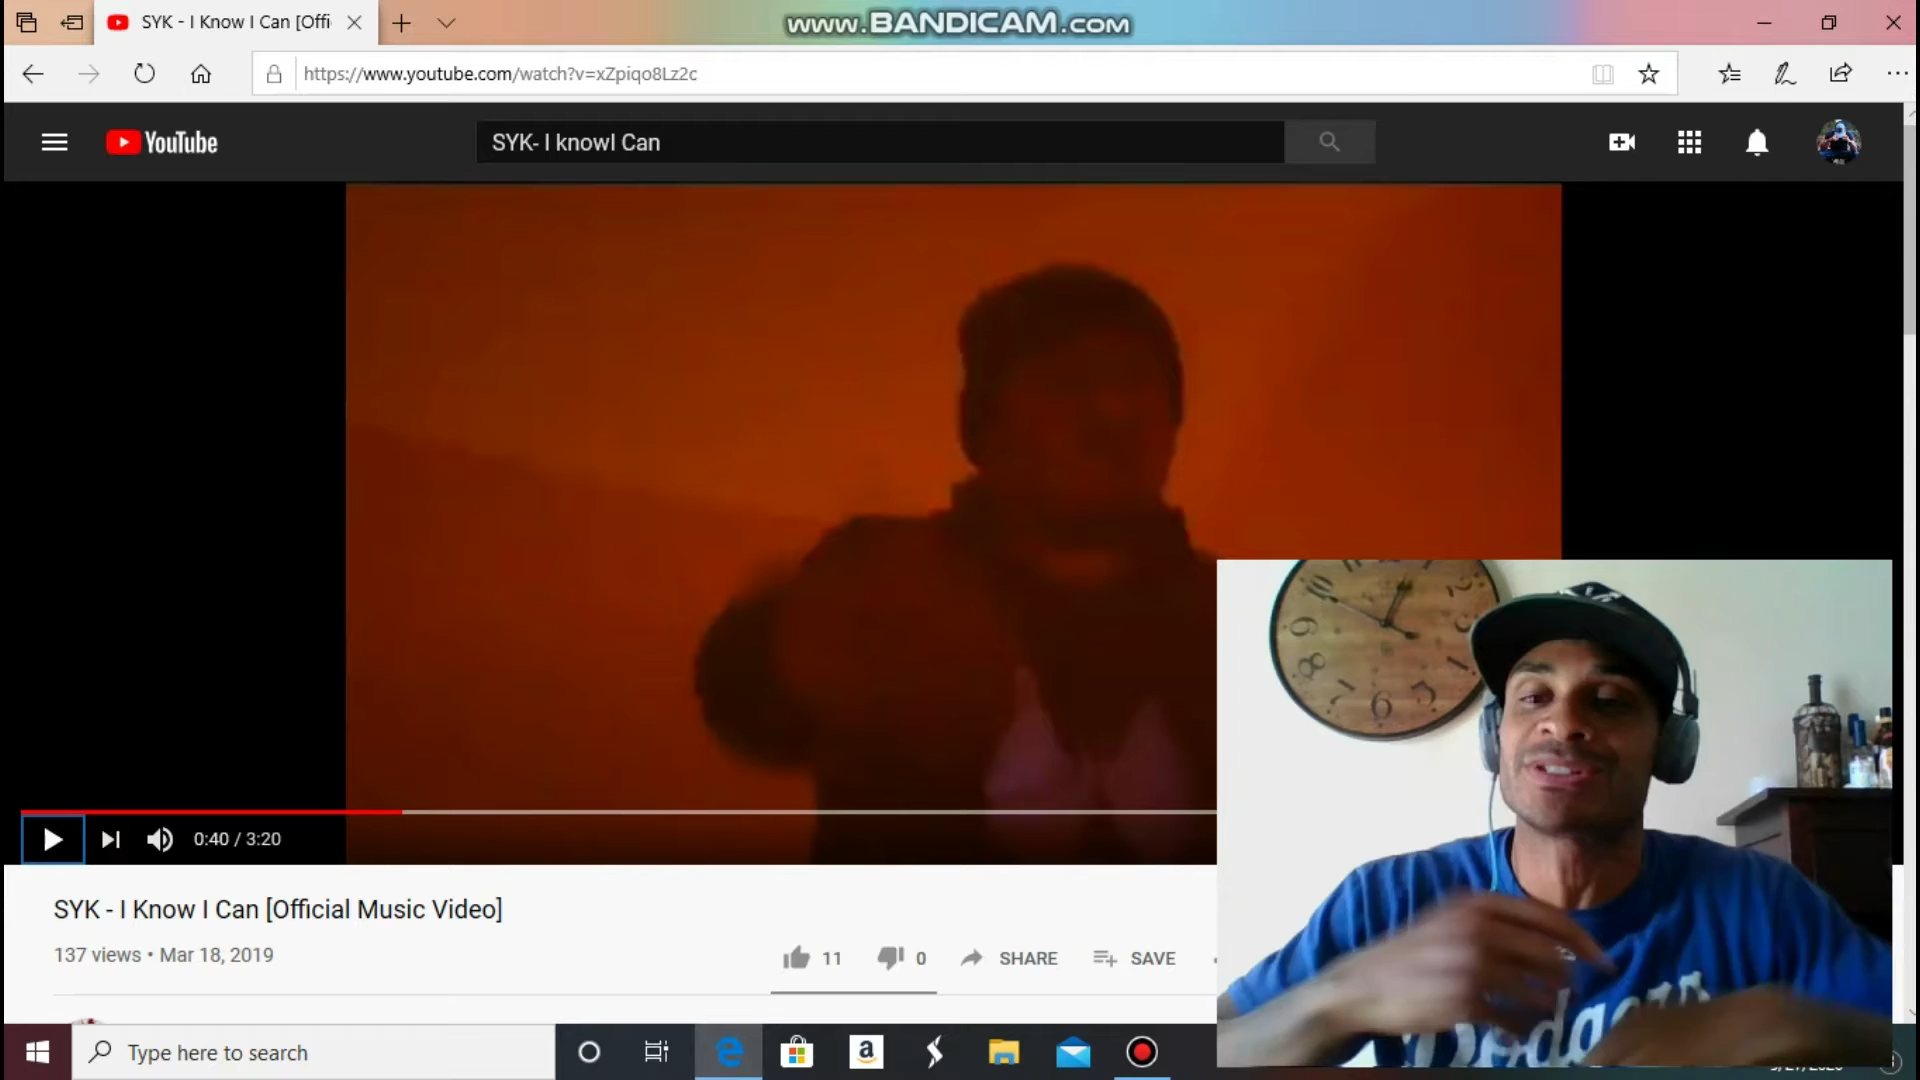 SYK - I Know I Can [Offi
www.BANDICAM.com
https://www.youtube.com/watch?v=xZpiqo8Lz2c
YouTube
SYK- I knowI Can
0:40 / 3:20
SYK - I Know I Can [Official Music Video]
137 views • Mar 18, 2019
11
0
SHARE
SAVE
Type here to search
a
Dodgers